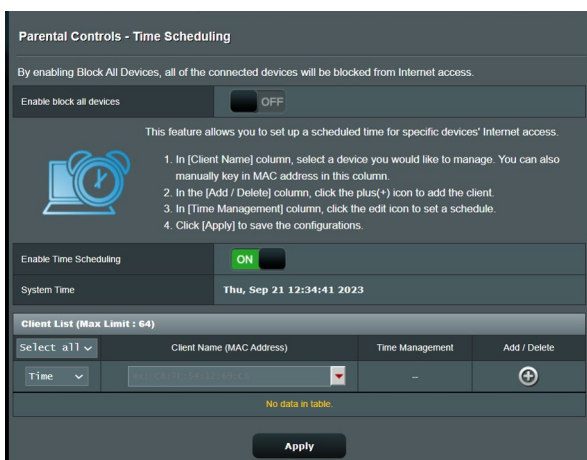 Parental Controls - Time Scheduling
By enabling Block All Devices, all of the connected devices will be blocked from Internet access.
Enable block all devices
OFF
This feature allows you to set up a scheduled time for specific devices' Internet access.
1. In [Client Name] column, select a device you would like to manage. You can also
manually key in MAC address in this column.
2. In the [Add / Delete] column, click the plus(+) icon to add the client.
3. In [Time Management] column, click the edit icon to set a schedule.
4. Click [Apply] to save the configurations.
Enable Time Scheduling
ON
System Time
Thu, Sep 21 12:34:41 2023
Client List (Max Limit : 64)
Select all
Client Name (MAC Address)
Time Management
Add / Delete
Time
--
No data in table.
Apply